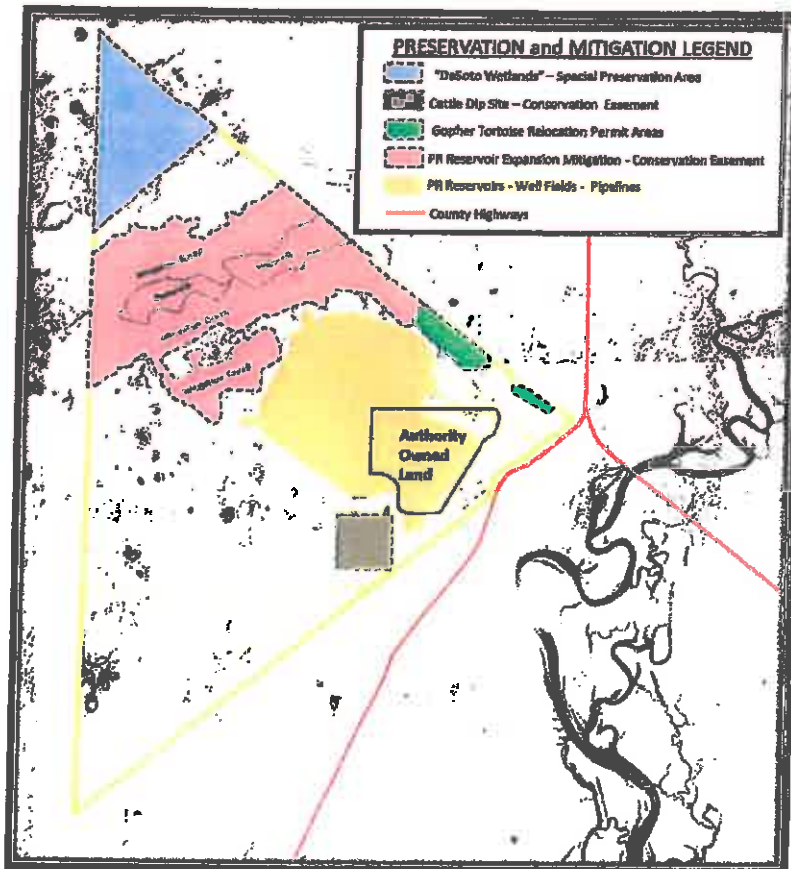 PRESERVATION and MITIGATION LEGEND
"DeSoto Wetlands" – Special Preservation Area
Cattle Dip Site – Conservation Easement
Gopher Tortoise Relocation Permit Areas
PR Reservoir Expansion Mitigation - Conservation Easement
PR Reservoirs - Well Fields - Pipelines
County Highways
Authority
Owned
Land